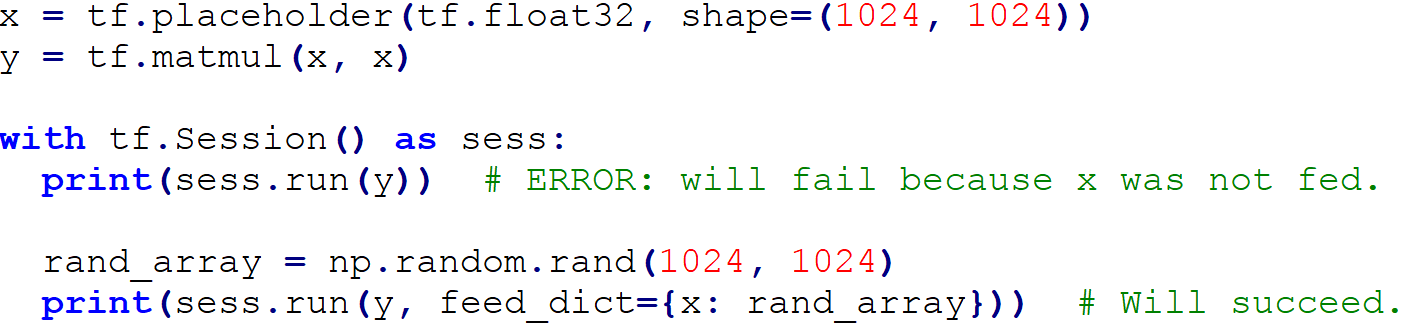 x = tf.placeholder(tf.float32, shape=(1024, 1024))
y = tf.matmul(x, x)
with tf.Session() as sess:
print(sess.run(y))  # ERROR: will fail because x was not fed.
rand_array = np.random.rand(1024, 1024)
print(sess.run(y, feed_dict={x: rand_array}))  # Will succeed.